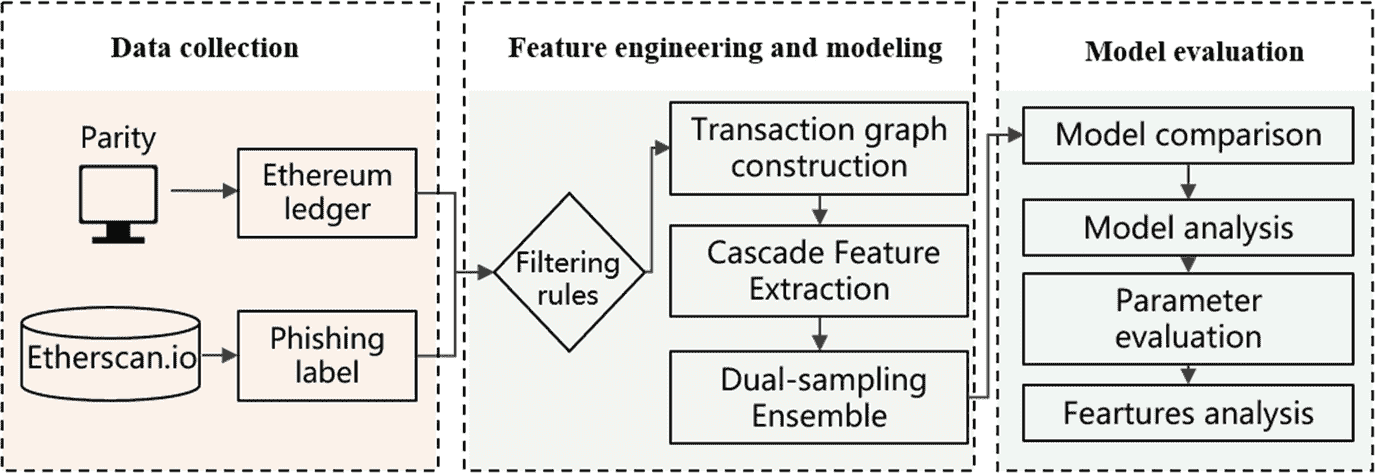 Data collection
Parity
Ethereum
ledger
Etherscan.io
Phishing
label
Feature engineering and modeling
Filtering
rules
Transaction graph
construction
Cascade Feature
Extraction
Dual-sampling
Ensemble
Model evaluation
Model comparison
Model analysis
Parameter
evaluation
Feartures analysis